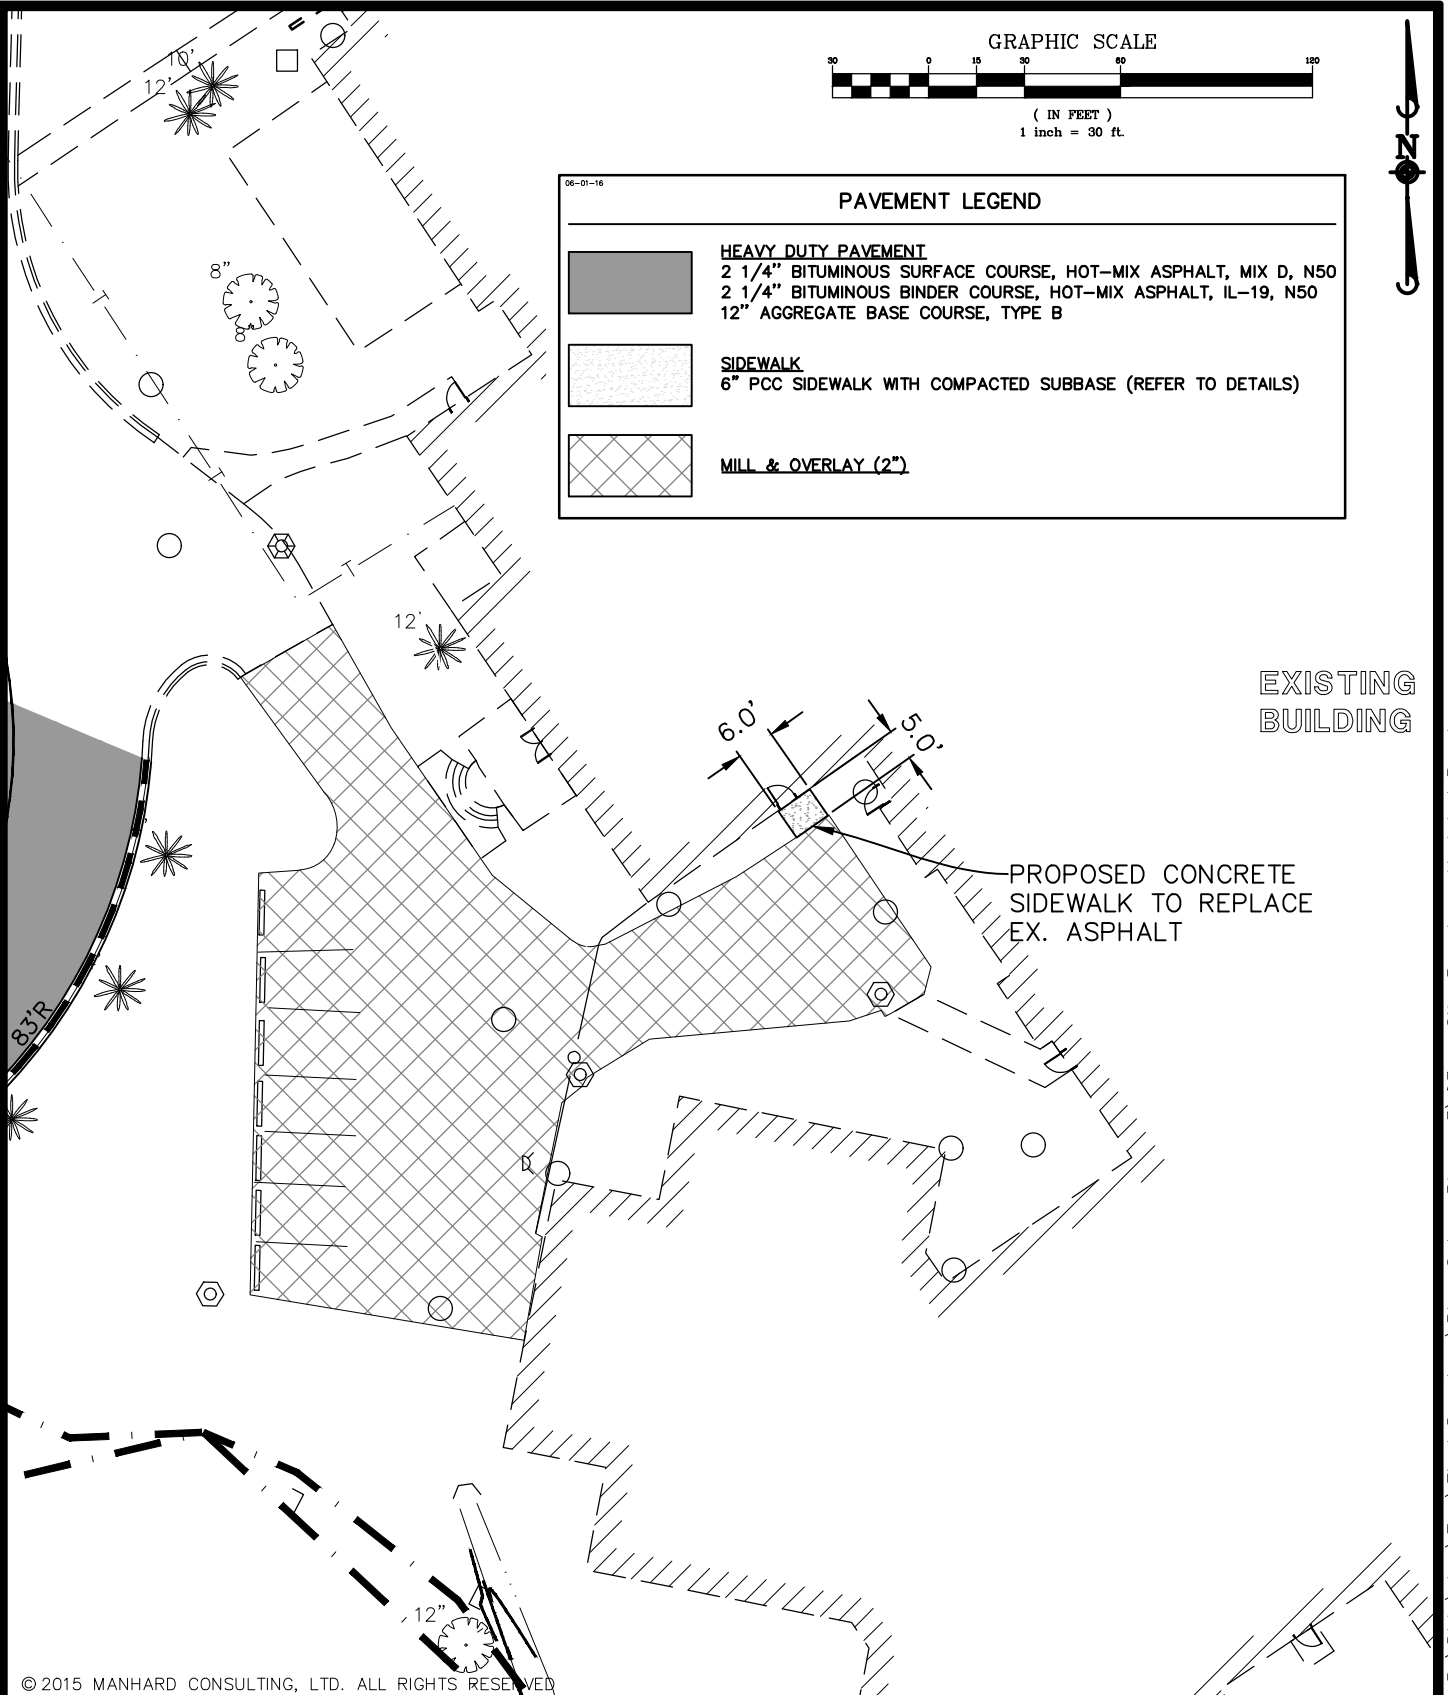 GRAPHIC SCALE
30 0 15 30 60 120
( IN FEET )
1 inch = 30 ft.
N
06-01-16
PAVEMENT LEGEND
HEAVY DUTY PAVEMENT
2 1/4" BITUMINOUS SURFACE COURSE, HOT-MIX ASPHALT, MIX D, N50
2 1/4" BITUMINOUS BINDER COURSE, HOT-MIX ASPHALT, IL-19, N50
12" AGGREGATE BASE COURSE, TYPE B
SIDEWALK
6" PCC SIDEWALK WITH COMPACTED SUBBASE (REFER TO DETAILS)
MILL & OVERLAY (2")
10'
12'
8"
8"
12'
EXISTING
BUILDING
6.0'
5.0'
PROPOSED CONCRETE
SIDEWALK TO REPLACE
EX. ASPHALT
83'R
12"
© 2015 MANHARD CONSULTING, LTD. ALL RIGHTS RESERVED